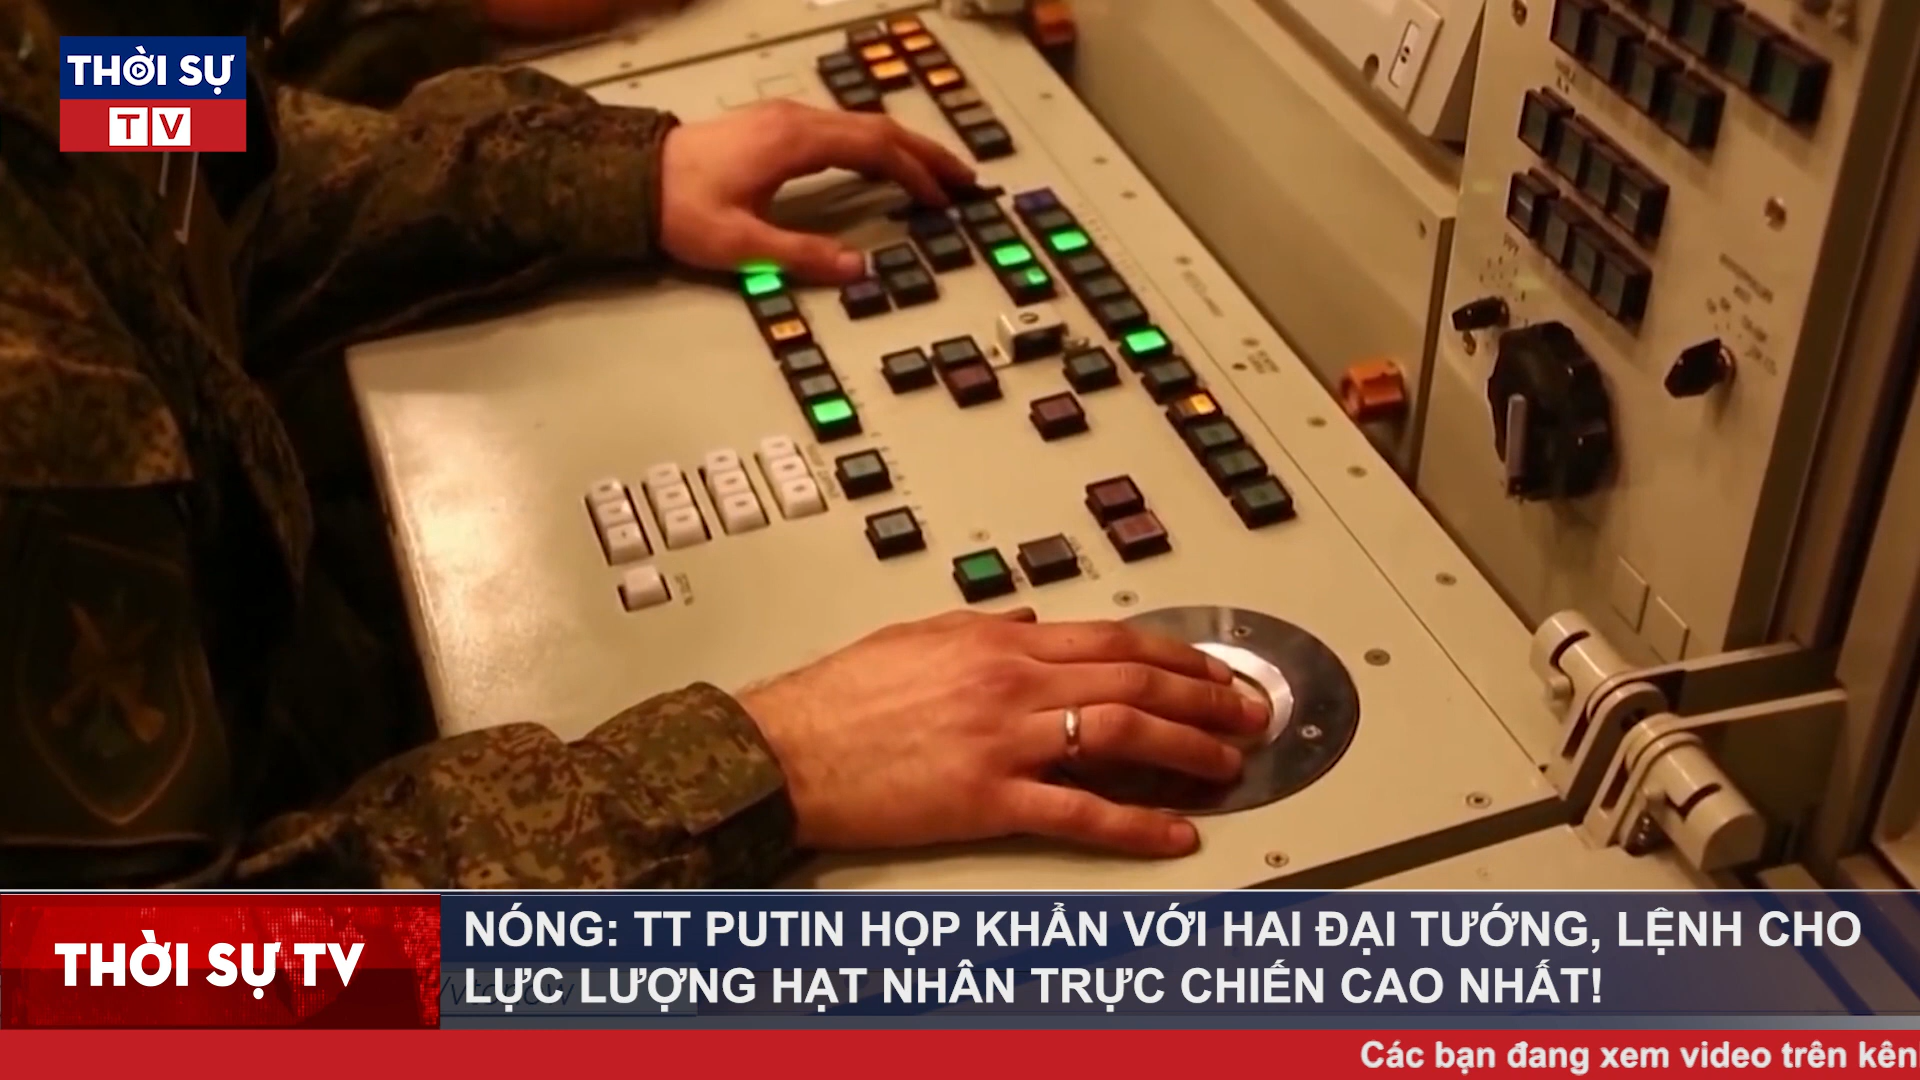 THỜI SỰ
TV
THỜI SỰ TV
NÓNG: TT PUTIN HỌP KHẨN VỚI HAI ĐẠI TƯỚNG, LỆNH CHO
LỰC LƯỢNG HẠT NHÂN TRỰC CHIẾN CAO NHẤT!
Các bạn đang xem video trên kên